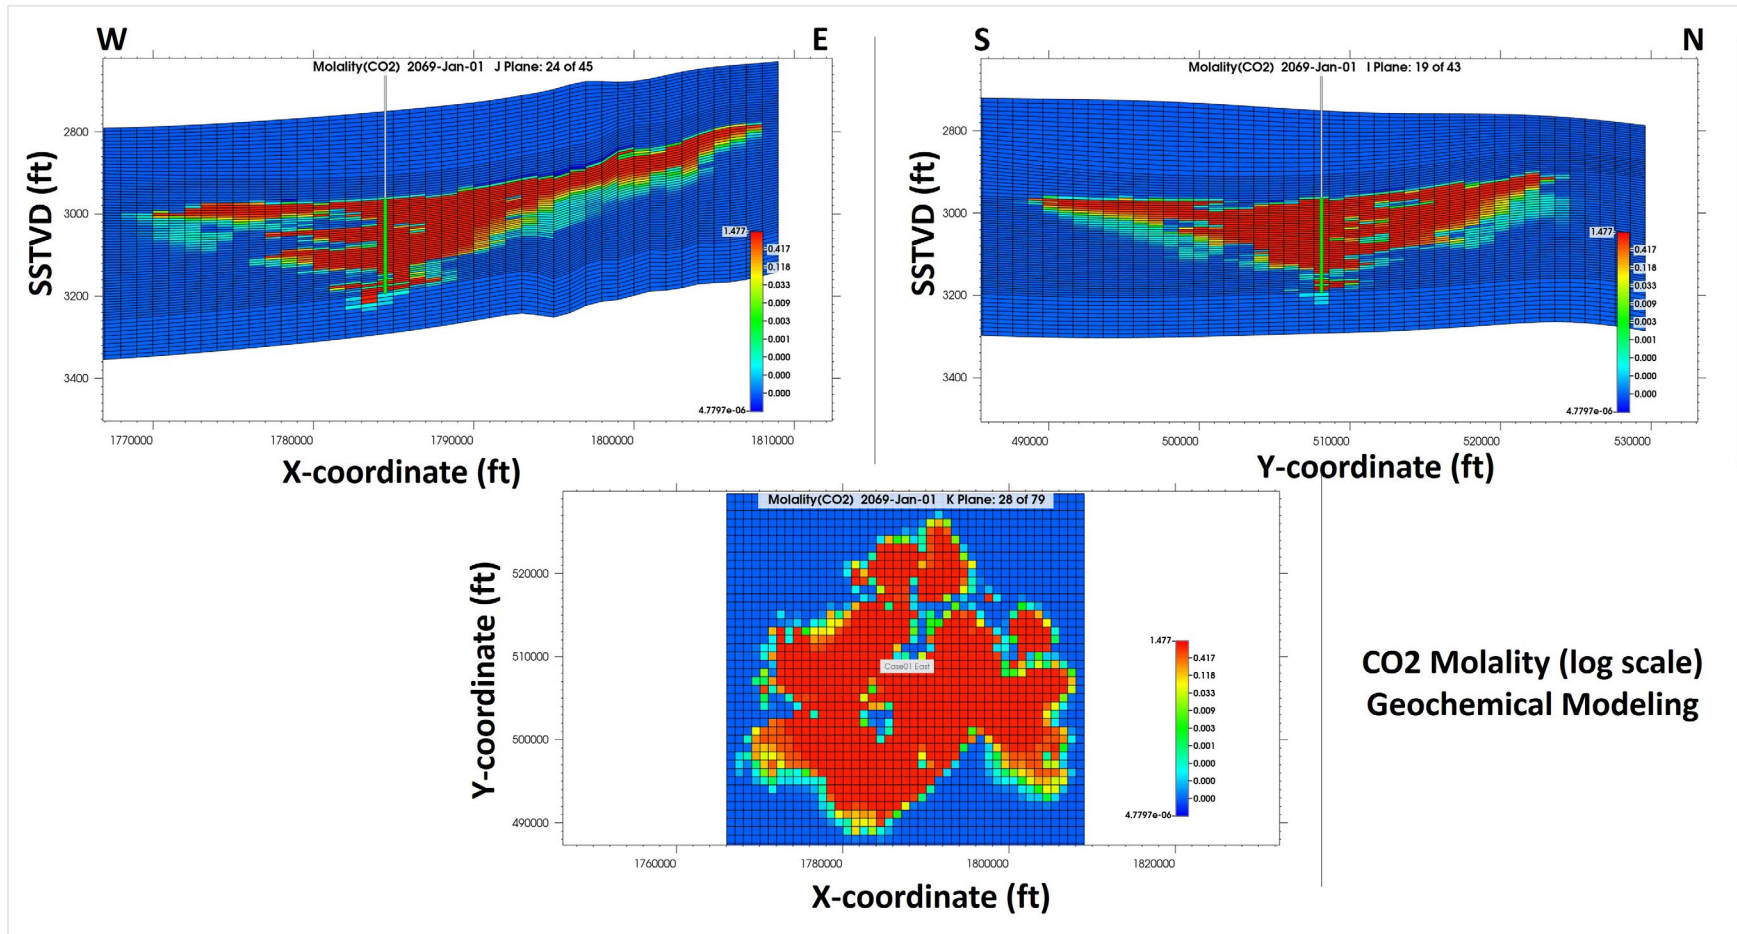 W
E
Molality(CO2) 2069-Jan-01 J Plane: 24 of 45
SSTVD (ft)
2800
3000
3200
3400
1.477
0.417
0.118
0.033
0.009
0.003
0.001
0.000
0.000
0.000
4.7797e-06
1770000
1780000
1790000
1800000
1810000
X-coordinate (ft)
S
N
Molality(CO2) 2069-Jan-01 I Plane: 19 of 43
SSTVD (ft)
2800
3000
3200
3400
1.477
0.417
0.118
0.033
0.009
0.003
0.001
0.000
0.000
0.000
4.7797e-06
490000
500000
510000
520000
530000
Y-coordinate (ft)
Molality(CO2) 2069-Jan-01 K Plane: 28 of 79
Y-coordinate (ft)
520000
510000
500000
490000
Case01 East
1.477
0.417
0.118
0.033
0.009
0.003
0.001
0.000
0.000
0.000
4.7797e-06
1760000
1780000
1800000
1820000
X-coordinate (ft)
CO2 Molality (log scale)
Geochemical Modeling